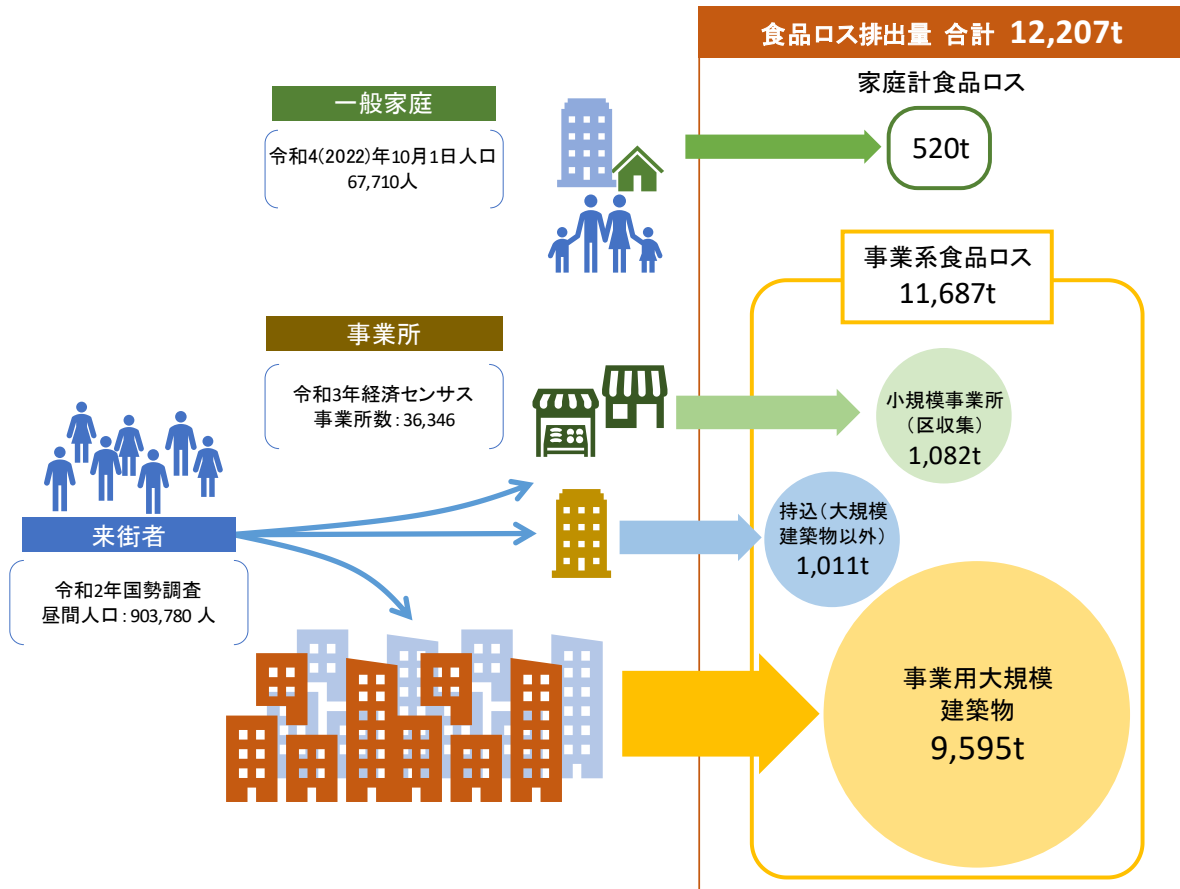 食品ロス排出量 合計 12,207t
家庭計食品ロス
520t
一般家庭
令和4(2022)年10月1日人口
67,710人
事業系食品ロス
11,687t
事業所
令和3年経済センサス
事業所数：36,346
小規模事業所
（区収集）
1,082t
持込（大規模
建築物以外）
1,011t
来街者
令和2年国勢調査
昼間人口：903,780 人
事業用大規模
建築物
9,595t